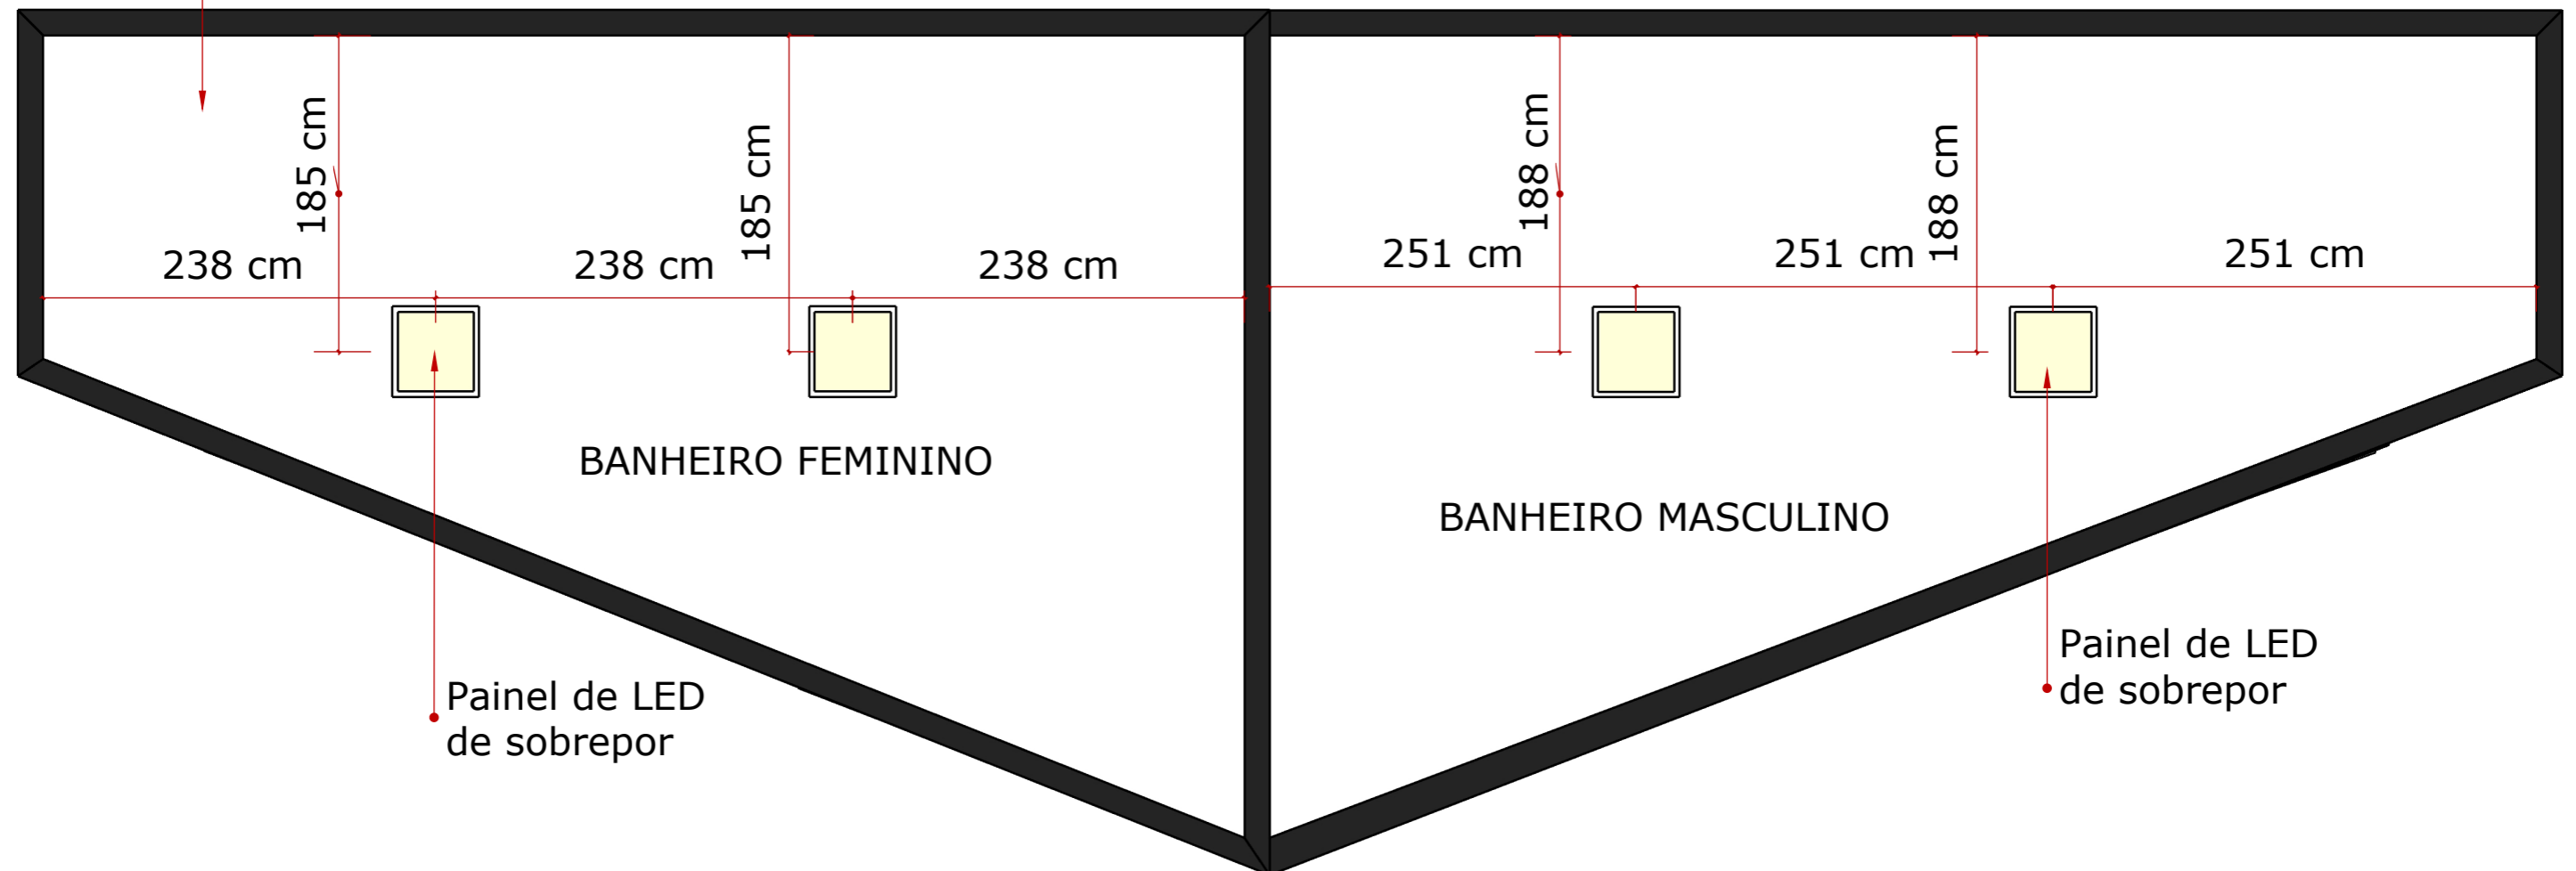 185 cm
185 cm
188 cm
188 cm
238 cm
238 cm
238 cm
251 cm
251 cm
251 cm
BANHEIRO FEMININO
BANHEIRO MASCULINO
Painel de LED
de sobrepor
Painel de LED
de sobrepor